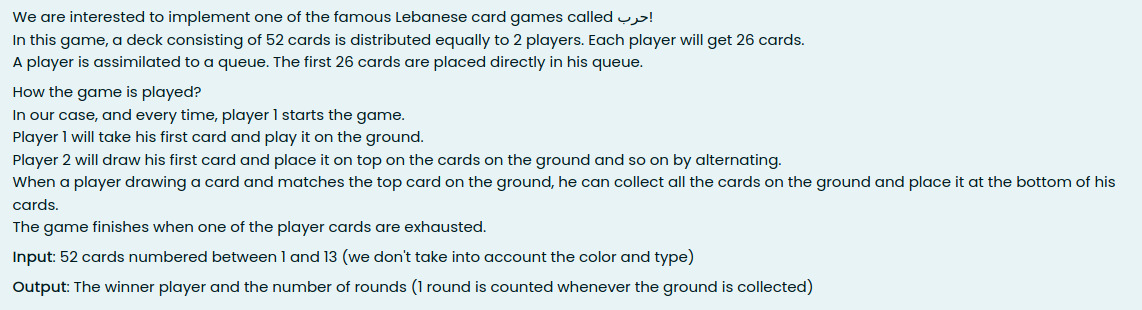 We are interested to implement one of the famous Lebanese card games called حرب!
In this game, a deck consisting of 52 cards is distributed equally to 2 players. Each player will get 26 cards.
A player is assimilated to a queue. The first 26 cards are placed directly in his queue.
How the game is played?
In our case, and every time, player 1 starts the game.
Player 1 will take his first card and play it on the ground.
Player 2 will draw his first card and place it on top on the cards on the ground and so on by alternating.
When a player drawing a card and matches the top card on the ground, he can collect all the cards on the ground and place it at the bottom of his
cards.
The game finishes when one of the player cards are exhausted.
Input: 52 cards numbered between 1 and 13 (we don't take into account the color and type)
Output: The winner player and the number of rounds (1 round is counted whenever the ground is collected)